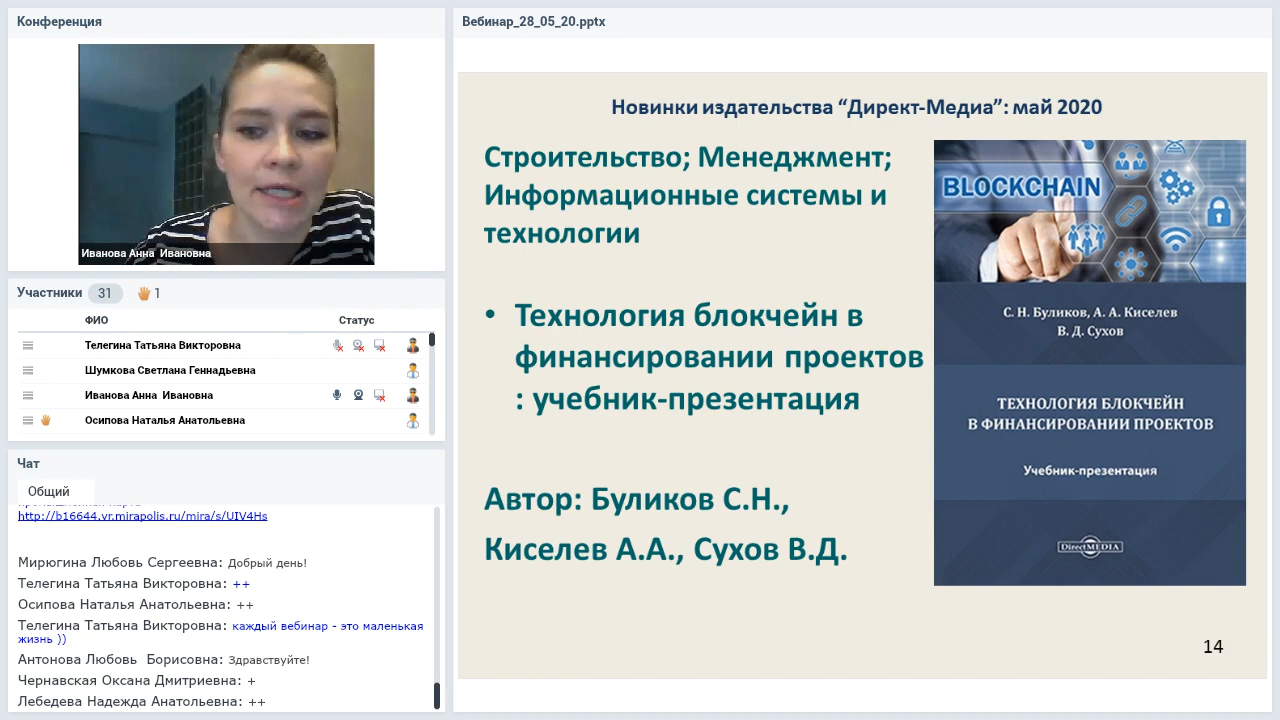 Конференция
Иванова Анна  Ивановна
Участники 31 1
ФИО Статус
Телегина Татьяна Викторовна
Шумкова Светлана Геннадьевна
Иванова Анна  Ивановна
Осипова Наталья Анатольевна
Чат
Общий
http://b16644.vr.mirapolis.ru/mira/s/UIV4Hs
Мирюгина Любовь Сергеевна: Добрый день!
Телегина Татьяна Викторовна: ++
Осипова Наталья Анатольевна: ++
Телегина Татьяна Викторовна: каждый вебинар - это маленькая
жизнь ))
Антонова Любовь  Борисовна: Здравствуйте!
Чернавская Оксана Дмитриевна: +
Лебедева Надежда Анатольевна: ++
Вебинар_28_05_20.pptx
Новинки издательства “Директ-Медиа”: май 2020
Строительство; Менеджмент;
Информационные системы и
технологии
• Технология блокчейн в
финансировании проектов
: учебник-презентация
Автор: Буликов С.Н.,
Киселев А.А., Сухов В.Д.
BLOCKCHAIN
С. Н. Буликов, А. А. Киселев
В. Д. Сухов
ТЕХНОЛОГИЯ БЛОКЧЕЙН
В ФИНАНСИРОВАНИИ ПРОЕКТОВ
Учебник-презентация
DirectMEDIA
14